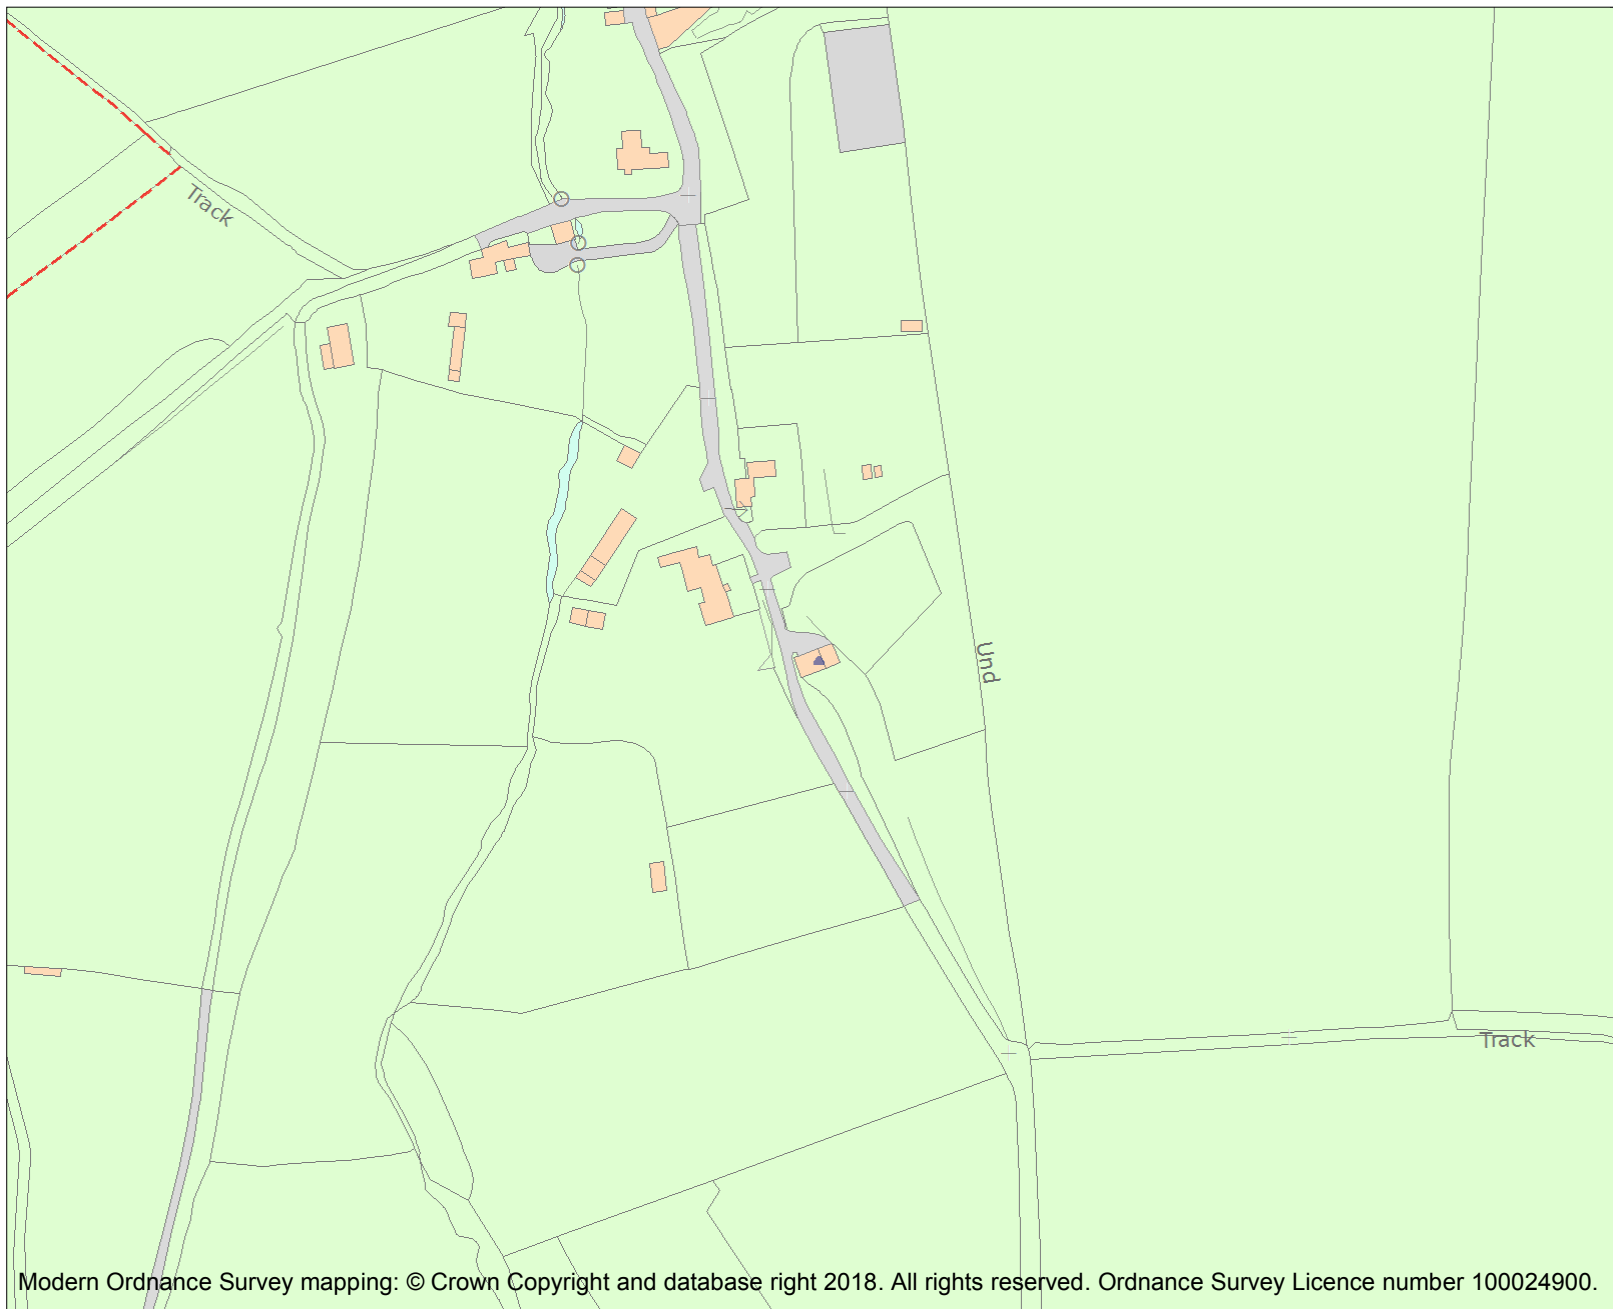 Track
Und
Track
Modern Ordnance Survey mapping: © Crown Copyright and database right 2018. All rights reserved. Ordnance Survey Licence number 100024900.